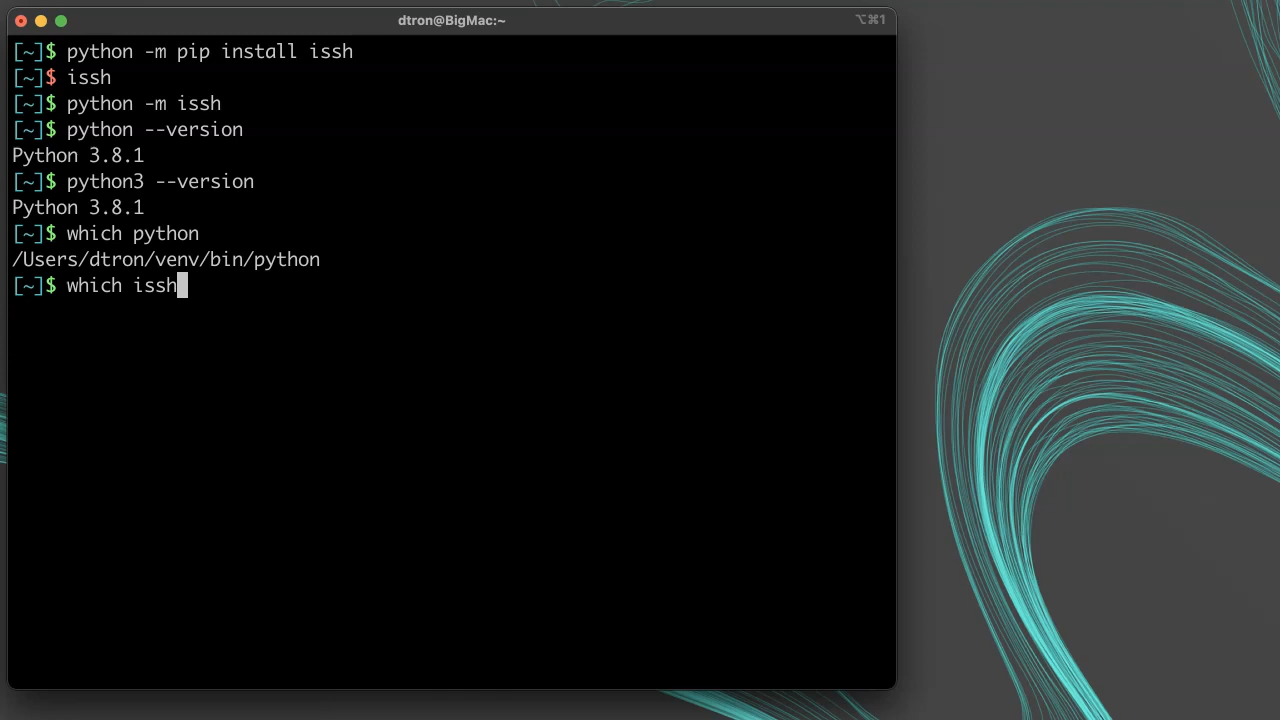 dtron@BigMac:~
⌥⌘1
[~]$ python -m pip install issh
[~]$ issh
[~]$ python -m issh
[~]$ python --version
Python 3.8.1
[~]$ python3 --version
Python 3.8.1
[~]$ which python
/Users/dtron/venv/bin/python
[~]$ which issh